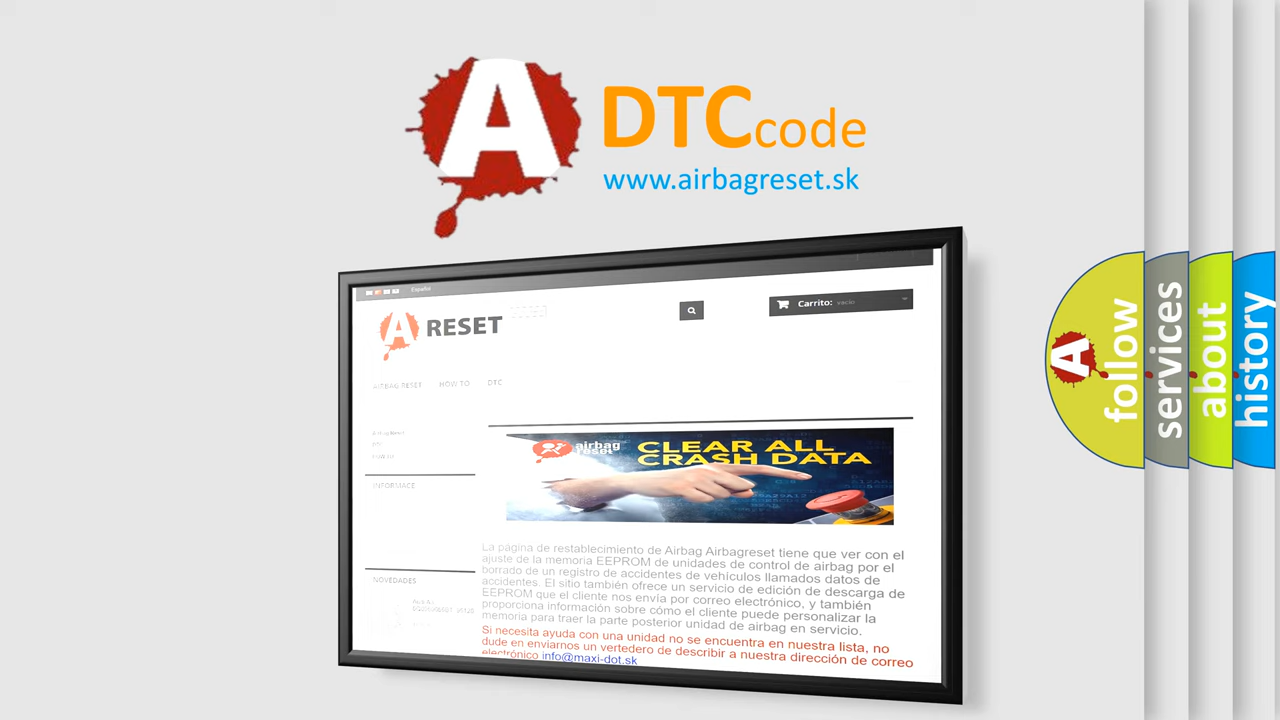 A DTCcode
www.airbagreset.sk
Español
A RESET
Carrito: vacío
AIRBAG RESET HOW TO DTC
INFORMACE
airbag
reset
CLEAR ALL
CRASH DATA
La página de restablecimiento de Airbag Airbagreset tiene que ver con el
ajuste de la memoria EEPROM de unidades de control de airbag por el
borrado de un registro de accidentes de vehículos llamados datos de
accidentes. El sitio también ofrece un servicio de edición de descarga de
EEPROM que el cliente nos envía por correo electrónico, y también
proporciona información sobre cómo el cliente puede personalizar la
memoria para traer la parte posterior unidad de airbag en servicio.
Si necesita ayuda con una unidad no se encuentra en nuestra lista, no
dude en enviarnos un vertedero de describir a nuestra dirección de correo
electrónico info@maxi-dot.sk
NOVEDADES
A follow
services
about
history